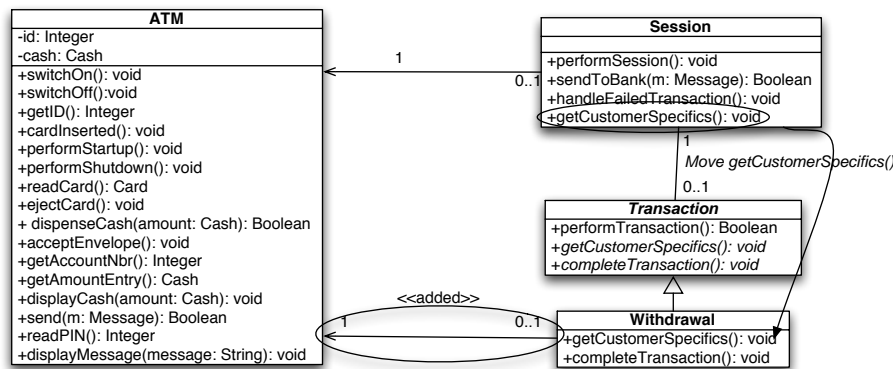 ATM
-id: Integer
-cash: Cash
+switchOn(): void
+switchOff():void
+getID(): Integer
+cardInserted(): void
+performStartup(): void
+performShutdown(): void
+readCard(): Card
+ejectCard(): void
+ dispenseCash(amount: Cash): Boolean
+acceptEnvelope(): void
+getAccountNbr(): Integer
+getAmountEntry(): Cash
+displayCash(amount: Cash): void
+send(m: Message): Boolean
+readPIN(): Integer
+displayMessage(message: String): void
1
0..1
Session
+performSession(): void
+sendToBank(m: Message): Boolean
+handleFailedTransaction(): void
+getCustomerSpecifics(): void
1
Move getCustomerSpecifics()
0..1
Transaction
+performTransaction(): Boolean
+getCustomerSpecifics(): void
+completeTransaction(): void
<<added>>
1
0..1
Withdrawal
+getCustomerSpecifics(): void
+completeTransaction(): void